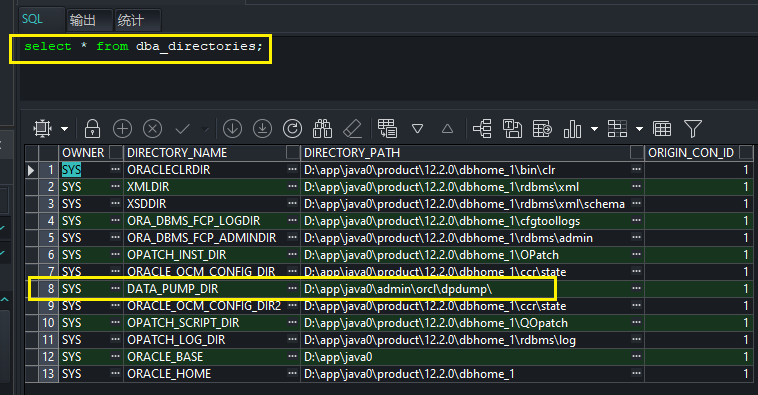 SQL 输出 统计
select * from dba_directories;
OWNER DIRECTORY_NAME DIRECTORY_PATH ORIGIN_CON_ID
1 SYS ORACLECLRDIR D:\app\java0\product\12.2.0\dbhome_1\bin\clr 1
2 SYS XMLDIR D:\app\java0\product\12.2.0\dbhome_1\rdbms\xml 1
3 SYS XSDDIR D:\app\java0\product\12.2.0\dbhome_1\rdbms\xml\schema 1
4 SYS ORA_DBMS_FCP_LOGDIR D:\app\java0\product\12.2.0\dbhome_1\cfgtoollogs 1
5 SYS ORA_DBMS_FCP_ADMINDIR D:\app\java0\product\12.2.0\dbhome_1\rdbms\admin 1
6 SYS OPATCH_INST_DIR D:\app\java0\product\12.2.0\dbhome_1\OPatch 1
7 SYS ORACLE_OCM_CONFIG_DIR D:\app\java0\product\12.2.0\dbhome_1\ccr\state 1
8 SYS DATA_PUMP_DIR D:\app\java0\admin\orcl\dpdump\ 1
9 SYS ORACLE_OCM_CONFIG_DIR2 D:\app\java0\product\12.2.0\dbhome_1\ccr\state 1
10 SYS OPATCH_SCRIPT_DIR D:\app\java0\product\12.2.0\dbhome_1\QOpatch 1
11 SYS OPATCH_LOG_DIR D:\app\java0\product\12.2.0\dbhome_1\rdbms\log 1
12 SYS ORACLE_BASE D:\app\java0 1
13 SYS ORACLE_HOME D:\app\java0\product\12.2.0\dbhome_1 1